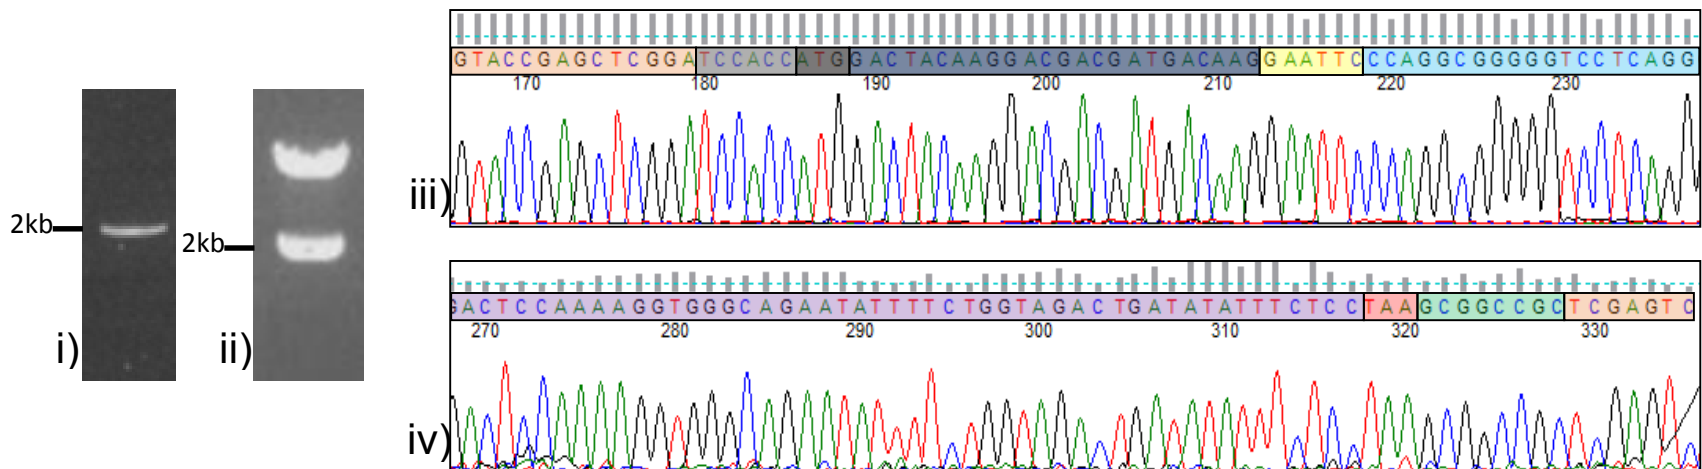 GTACCGAGCTCGGATCCACCATGGACTACAAGGACGACGATGACAAGGAATTCCCAGGCGGGGGTCCTCAGG
170 180 190 200 210 220 230
iii)
2kb
i)
2kb
ii)
GACTCCAAAAGGTGGGCAGAATATTTTCTGGTAGACTGATATATTTCTCCTAAGCGGCCGCTCGAGTC
270 280 290 300 310 320 330
iv)